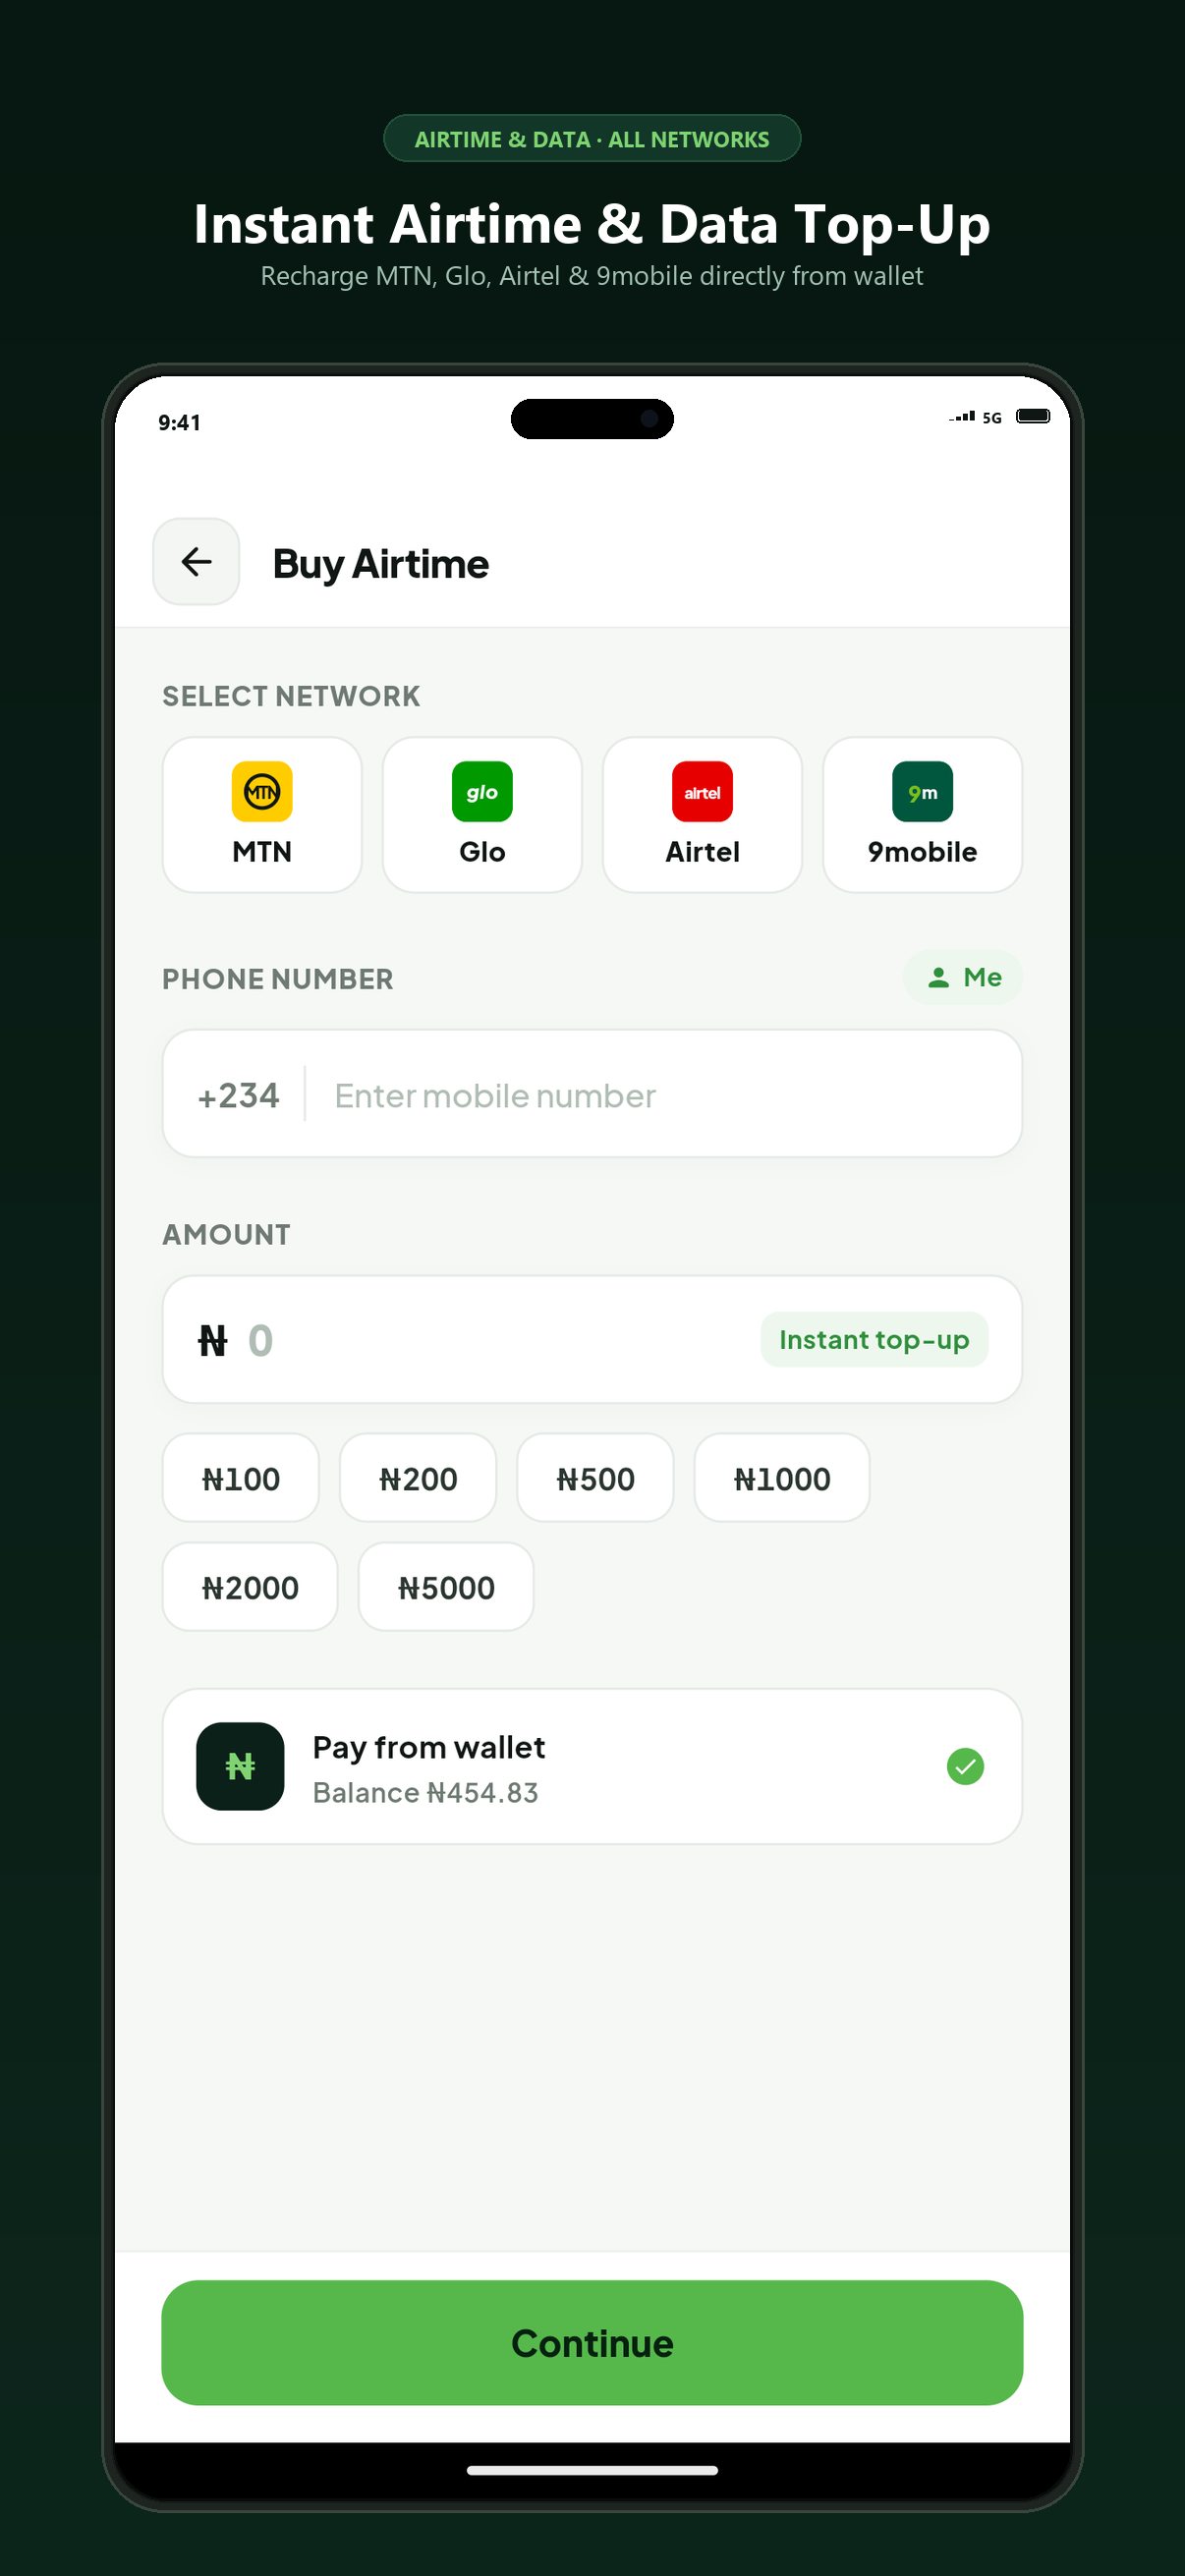 AIRTIME & DATA · ALL NETWORKS
Instant Airtime & Data Top-Up
Recharge MTN, Glo, Airtel & 9mobile directly from wallet
9:41
5G
Buy Airtime
SELECT NETWORK
MTN glo airtel 9m
MTN Glo Airtel 9mobile
PHONE NUMBER Me
+234 Enter mobile number
AMOUNT
₦ 0 Instant top-up
₦100 ₦200 ₦500 ₦1000
₦2000 ₦5000
₦
Pay from wallet
Balance ₦454.83
Continue